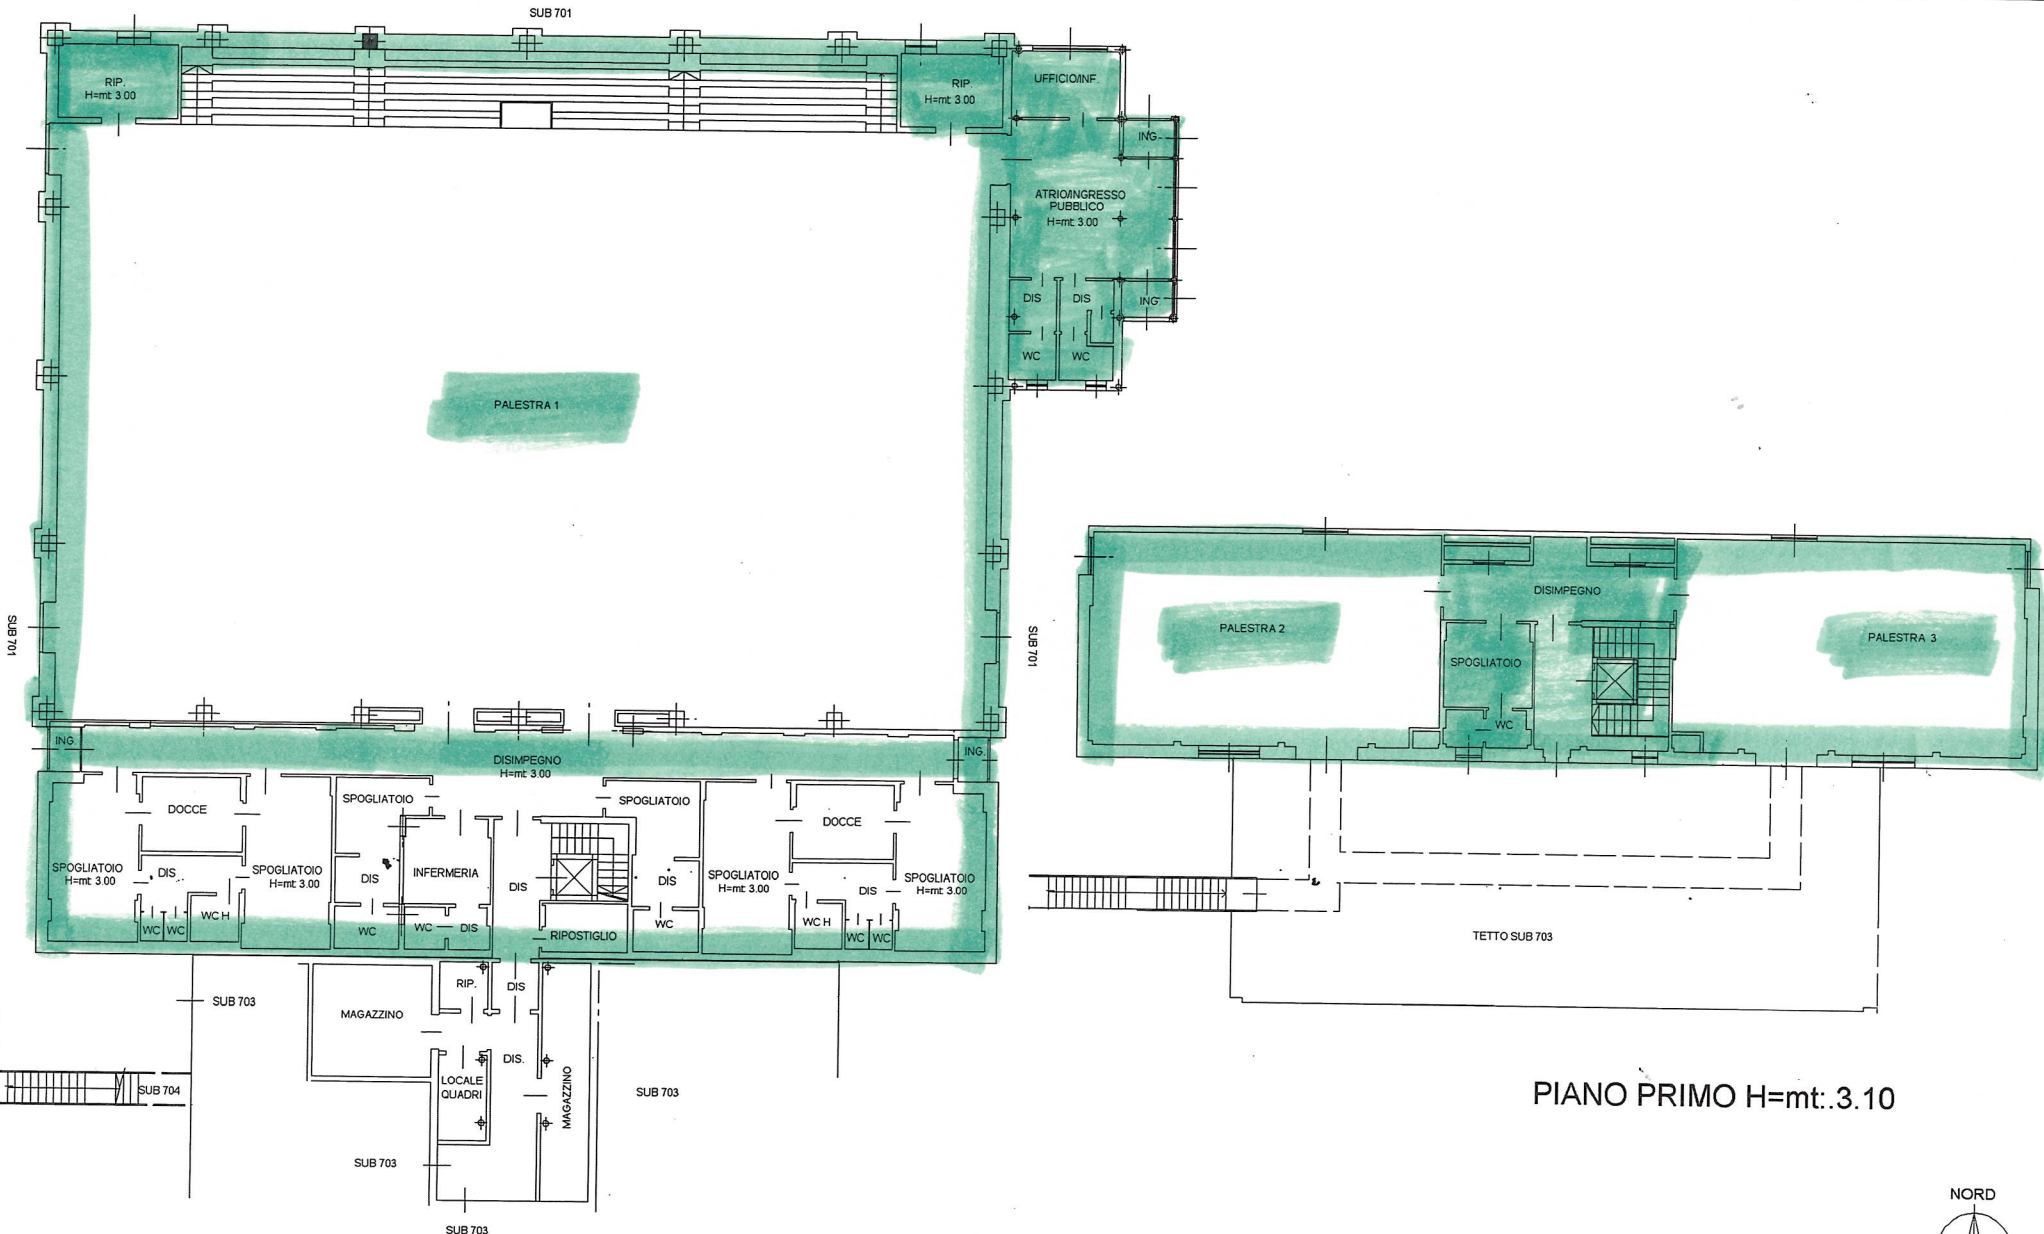 SUB 701
RIP.
H=mt: 3.00
RIP.
H=mt: 3.00
UFFICIO/INF.
ING.
ATRIO/INGRESSO
PUBBLICO
H=mt: 3.00
DIS
DIS
ING.
WC
WC
PALESTRA 1
SUB 701
SUB 701
ING.
DISIMPEGNO
H=mt: 3.00
ING.
DOCCE
SPOGLIATOIO
SPOGLIATOIO
DOCCE
SPOGLIATOIO
H=mt: 3.00
DIS
SPOGLIATOIO
H=mt: 3.00
DIS
INFERMERIA
DIS
DIS
SPOGLIATOIO
H=mt: 3.00
DIS
SPOGLIATOIO
H=mt: 3.00
WC
WC
WC H
WC
WC
DIS
RIPOSTIGLIO
WC
WC H
WC
WC
SUB 703
MAGAZZINO
RIP.
DIS
DIS.
LOCALE
QUADRI
MAGAZZINO
SUB 703
SUB 704
SUB 703
SUB 703
PALESTRA 2
DISIMPEGNO
SPOGLIATOIO
WC
PALESTRA 3
TETTO SUB 703
PIANO PRIMO H=mt:.3.10
NORD